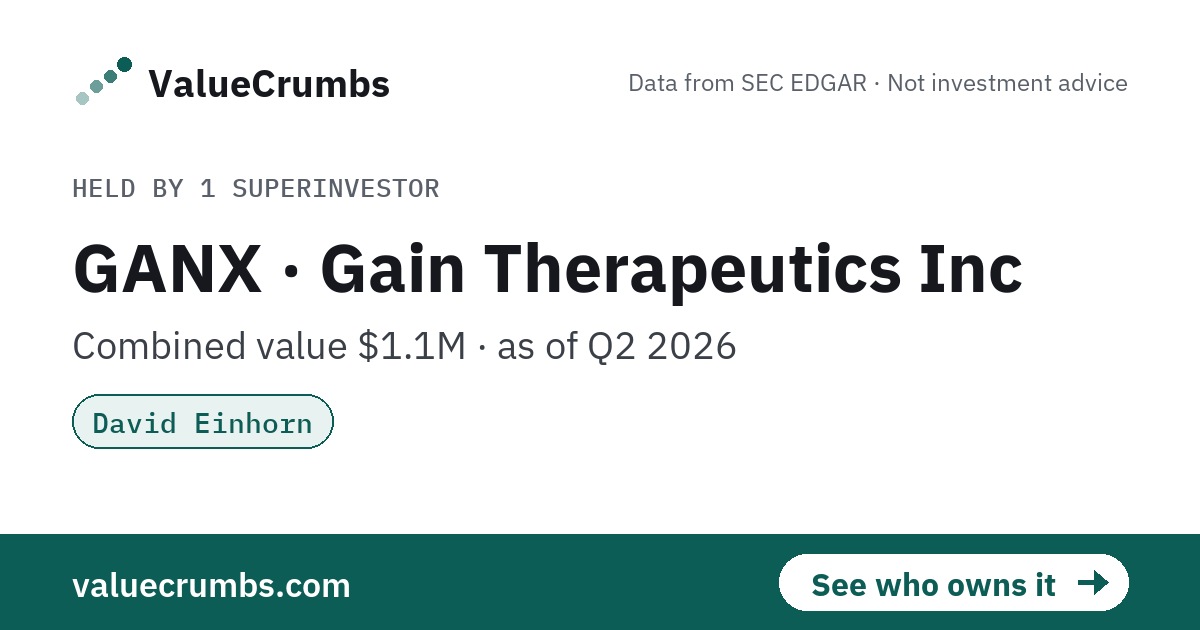 ValueCrumbs
Data from SEC EDGAR · Not investment advice
HELD BY 1 SUPERINVESTOR
GANX · Gain Therapeutics Inc
Combined value $1.1M · as of Q2 2026
David Einhorn
valuecrumbs.com
See who owns it →